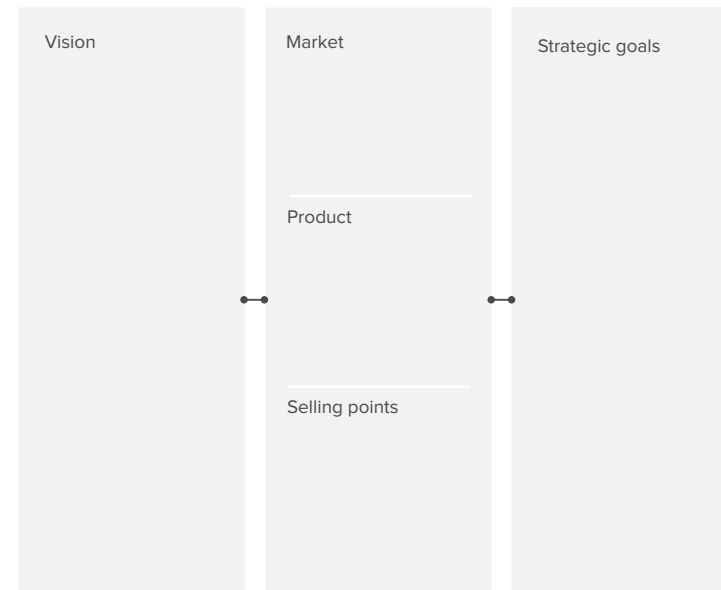 Vision
Market
Product
Selling points
Strategic goals